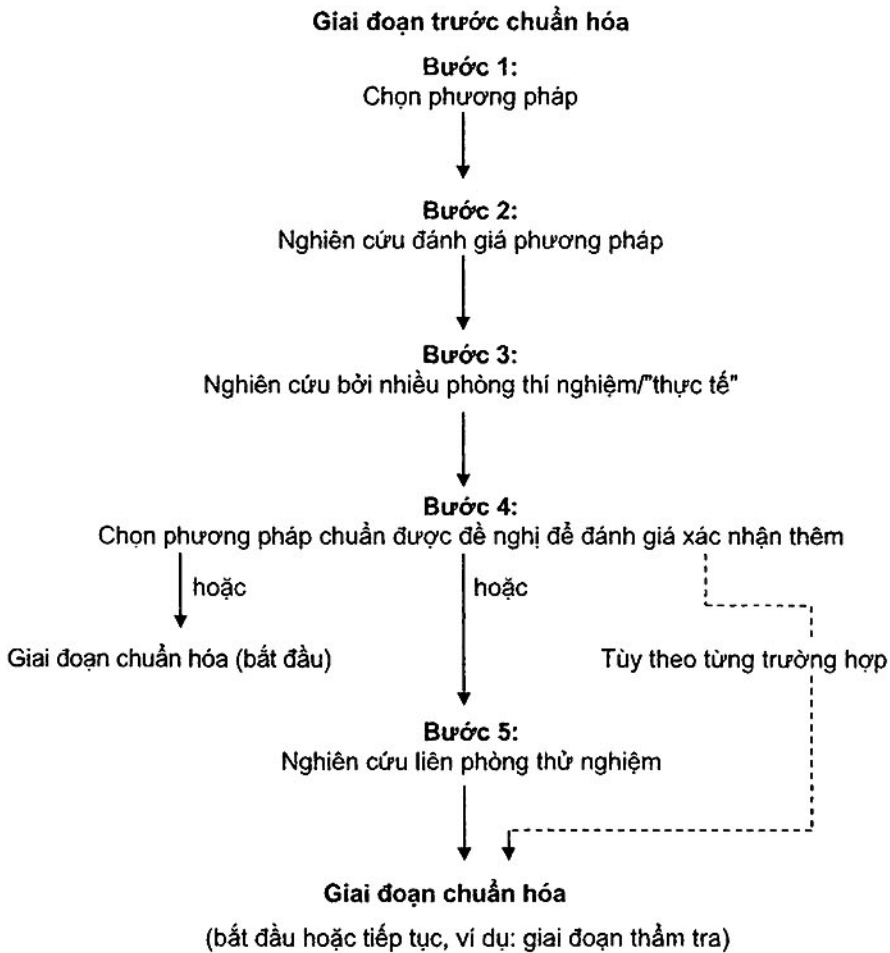 Giai đoạn trước chuẩn hóa
Bước 1:
Chọn phương pháp
Bước 2:
Nghiên cứu đánh giá phương pháp
Bước 3:
Nghiên cứu bởi nhiều phòng thí nghiệm/"thực tế"
Bước 4:
Chọn phương pháp chuẩn được đề nghị để đánh giá xác nhận thêm
hoặc
hoặc
Giai đoạn chuẩn hóa (bắt đầu)
Tùy theo từng trường hợp
Bước 5:
Nghiên cứu liên phòng thử nghiệm
Giai đoạn chuẩn hóa
(bắt đầu hoặc tiếp tục, ví dụ: giai đoạn thẩm tra)